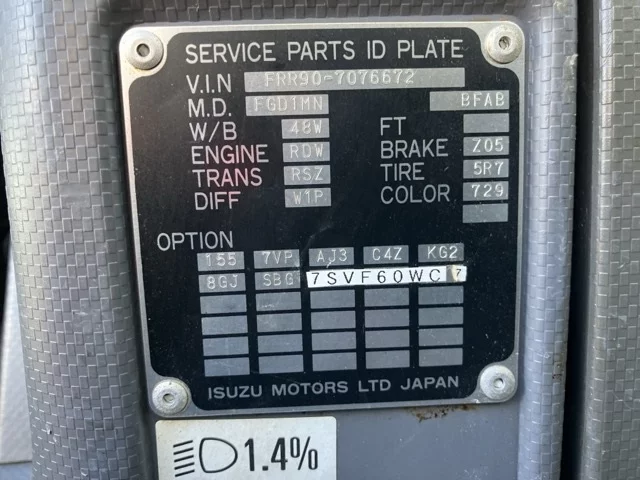 SERVICE PARTS ID PLATE
V.I.N FRR90-7076672
M.D. FGD1MN BFAB
W/B 48W FT
ENGINE RDW BRAKE Z05
TRANS RSZ TIRE 5R7
DIFF W1P COLOR 729
OPTION
155 7VP AJ3 C4Z KG2
8GJ SBG 7SVF60WC 7
ISUZU MOTORS LTD JAPAN
1.4%